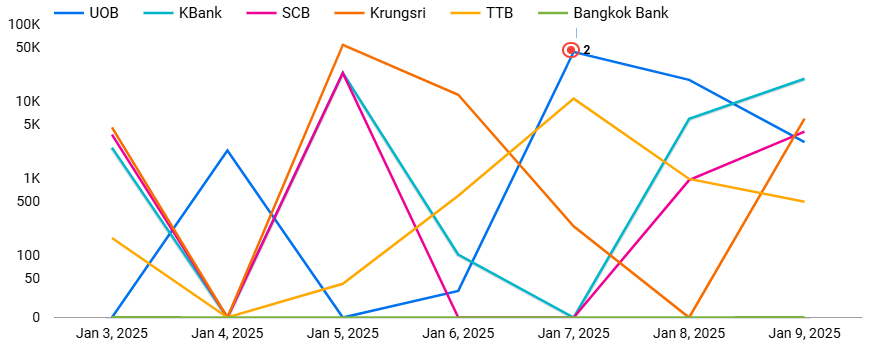 UOB KBank SCB Krungsri TTB Bangkok Bank
100K
50K
2
10K
5K
1K
500
100
50
0
Jan 3, 2025 Jan 4, 2025 Jan 5, 2025 Jan 6, 2025 Jan 7, 2025 Jan 8, 2025 Jan 9, 2025